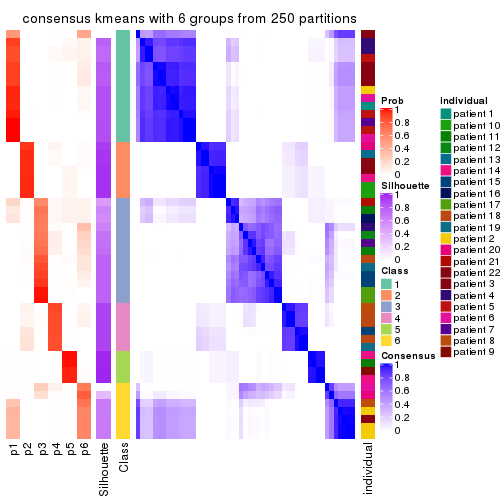 consensus kmeans with 6 groups from 250 partitions
Prob
1
0.8
0.6
0.4
0.2
0
Silhouette
1
0.8
0.6
0.4
0.2
0
Class
1
2
3
4
5
6
Consensus
1
0.8
0.6
0.4
0.2
0
individual
patient 1
patient 10
patient 11
patient 12
patient 13
patient 14
patient 15
patient 16
patient 17
patient 18
patient 19
patient 2
patient 20
patient 21
patient 22
patient 3
patient 4
patient 5
patient 6
patient 7
patient 8
patient 9
p1
p2
p3
p4
p5
p6
Silhouette
Class
individual